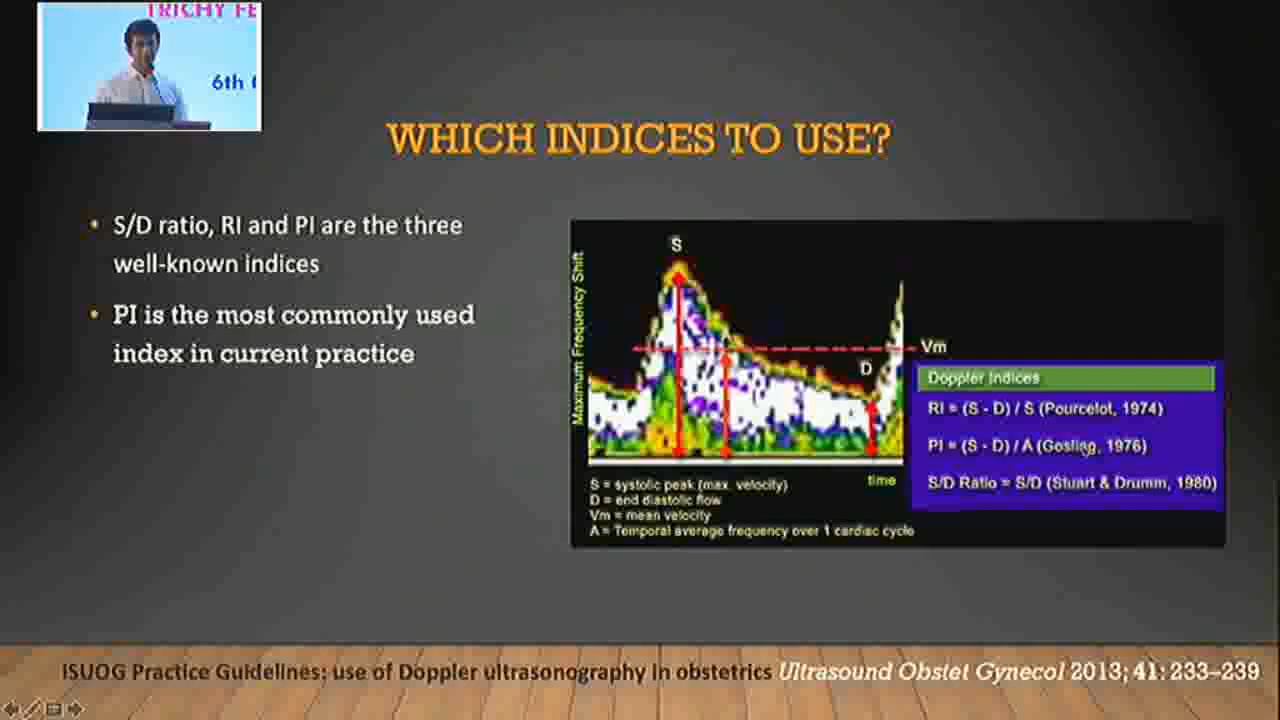 TRICHY FE
6th
WHICH INDICES TO USE?
• S/D ratio, RI and PI are the three
well-known indices
• PI is the most commonly used
index in current practice
Maximum Frequency Shift
S
Vm
D
time
S = systolic peak (max. velocity)
D = end diastolic flow
Vm = mean velocity
A = Temporal average frequency over 1 cardiac cycle
Doppler Indices
RI = (S - D) / S (Pourcelot, 1974)
PI = (S - D) / A (Gosling, 1976)
S/D Ratio = S/D (Stuart & Drumm, 1980)
ISUOG Practice Guidelines: use of Doppler ultrasonography in obstetrics Ultrasound Obstet Gynecol 2013; 41: 233–239